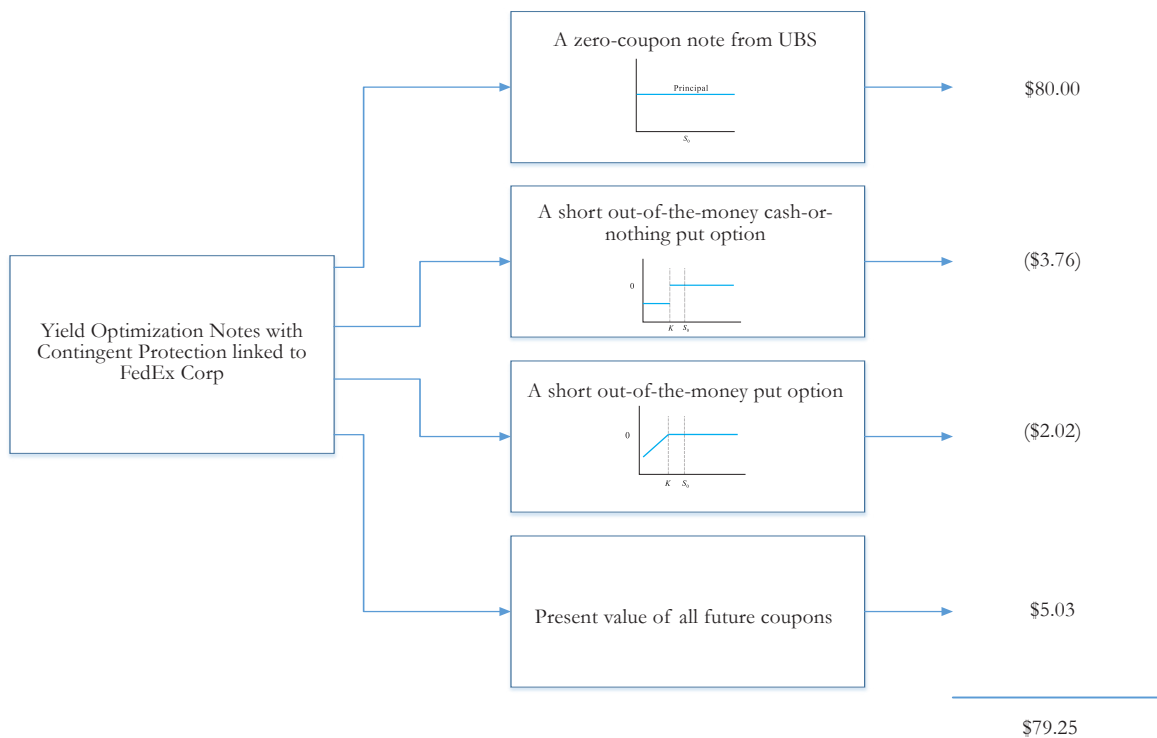 Yield Optimization Notes with
Contingent Protection linked to
FedEx Corp
A zero-coupon note from UBS
Principal
S₀
$80.00
A short out-of-the-money cash-or-
nothing put option
0
K S₀
($3.76)
A short out-of-the-money put option
0
K S₀
($2.02)
Present value of all future coupons
$5.03
$79.25